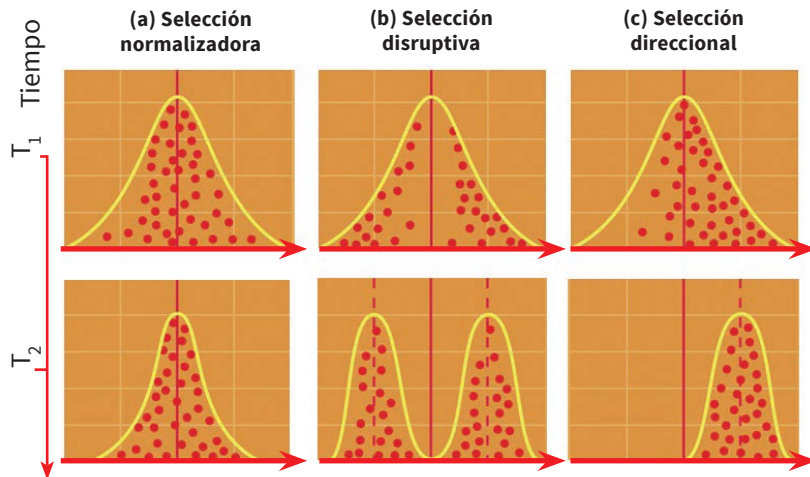 (a) Selección
normalizadora
(b) Selección
disruptiva
(c) Selección
direccional
Tiempo
T₁
T₂